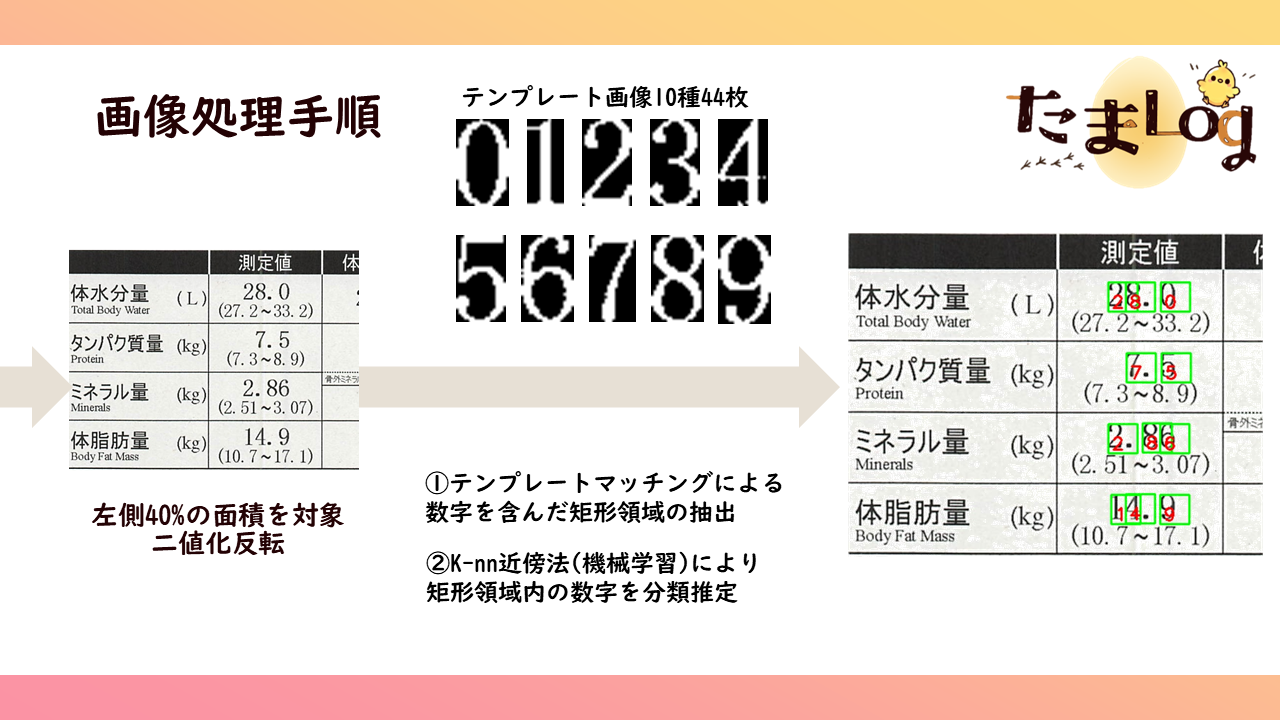 画像処理手順
テンプレート画像10種44枚
たまLog
0 1 2 3 4
5 6 7 8 9
測定値 体
体水分量 (L) 28.0
Total Body Water (27.2~33.2)
タンパク質量 (kg) 7.5
Protein (7.3~8.9)
骨外ミネラ
ミネラル量 (kg) 2.86
Minerals (2.51~3.07)
体脂肪量 (kg) 14.9
Body Fat Mass (10.7~17.1)
左側40%の面積を対象
二値化反転
①テンプレートマッチングによる
数字を含んだ矩形領域の抽出
②K-nn近傍法(機械学習)により
矩形領域内の数字を分類推定
測定値
体水分量 (L) 28.0
2 8 0
Total Body Water (27.2~33.2)
タンパク質量 (kg) 7.5
7 5
Protein (7.3~8.9)
骨外ミネ
ミネラル量 (kg) 2.86
2 8 6
Minerals (2.51~3.07)
体脂肪量 (kg) 14.9
1 4 9
Body Fat Mass (10.7~17.1)